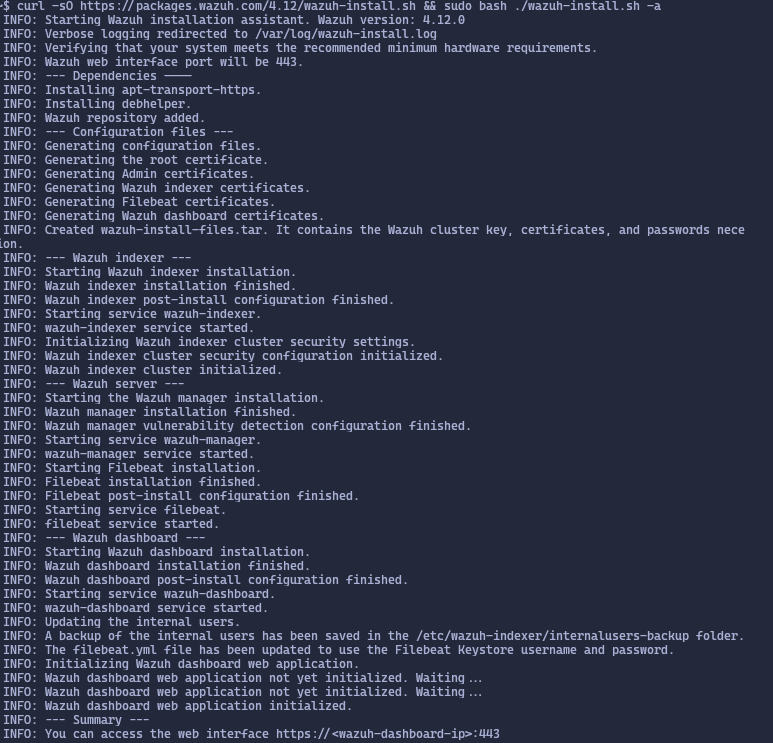 ~$ curl -sO https://packages.wazuh.com/4.12/wazuh-install.sh && sudo bash ./wazuh-install.sh -a
INFO: Starting Wazuh installation assistant. Wazuh version: 4.12.0
INFO: Verbose logging redirected to /var/log/wazuh-install.log
INFO: Verifying that your system meets the recommended minimum hardware requirements.
INFO: Wazuh web interface port will be 443.
INFO: --- Dependencies ----
INFO: Installing apt-transport-https.
INFO: Installing debhelper.
INFO: Wazuh repository added.
INFO: --- Configuration files ---
INFO: Generating configuration files.
INFO: Generating the root certificate.
INFO: Generating Admin certificates.
INFO: Generating Wazuh indexer certificates.
INFO: Generating Filebeat certificates.
INFO: Generating Wazuh dashboard certificates.
INFO: Created wazuh-install-files.tar. It contains the Wazuh cluster key, certificates, and passwords nece
ion.
INFO: --- Wazuh indexer ---
INFO: Starting Wazuh indexer installation.
INFO: Wazuh indexer installation finished.
INFO: Wazuh indexer post-install configuration finished.
INFO: Starting service wazuh-indexer.
INFO: wazuh-indexer service started.
INFO: Initializing Wazuh indexer cluster security settings.
INFO: Wazuh indexer cluster security configuration initialized.
INFO: Wazuh indexer cluster initialized.
INFO: --- Wazuh server ---
INFO: Starting the Wazuh manager installation.
INFO: Wazuh manager installation finished.
INFO: Wazuh manager vulnerability detection configuration finished.
INFO: Starting service wazuh-manager.
INFO: wazuh-manager service started.
INFO: Starting Filebeat installation.
INFO: Filebeat installation finished.
INFO: Filebeat post-install configuration finished.
INFO: Starting service filebeat.
INFO: filebeat service started.
INFO: --- Wazuh dashboard ---
INFO: Starting Wazuh dashboard installation.
INFO: Wazuh dashboard installation finished.
INFO: Wazuh dashboard post-install configuration finished.
INFO: Starting service wazuh-dashboard.
INFO: wazuh-dashboard service started.
INFO: Updating the internal users.
INFO: A backup of the internal users has been saved in the /etc/wazuh-indexer/internalusers-backup folder.
INFO: The filebeat.yml file has been updated to use the Filebeat Keystore username and password.
INFO: Initializing Wazuh dashboard web application.
INFO: Wazuh dashboard web application not yet initialized. Waiting...
INFO: Wazuh dashboard web application not yet initialized. Waiting...
INFO: Wazuh dashboard web application initialized.
INFO: --- Summary ---
INFO: You can access the web interface https://<wazuh-dashboard-ip>:443